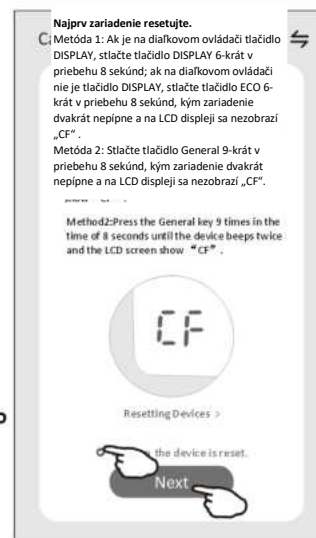 Najprv zariadenie resetujte.
Ca
Metóda 1: Ak je na diaľkovom ovládači tlačidlo
DISPLAY, stlačte tlačidlo DISPLAY 6-krát v
priebehu 8 sekúnd; ak na diaľkovom ovládači
nie je tlačidlo DISPLAY, stlačte tlačidlo ECO 6-
krát v priebehu 8 sekúnd, kým zariadenie
dvakrát nepípne a na LCD displeji sa nezobrazí
„CF“ .
Metóda 2: Stlačte tlačidlo General 9-krát v
priebehu 8 sekúnd, kým zariadenie dvakrát
nepípne a na LCD displeji sa nezobrazí „CF“.
Method2:Press the General key 9 times in the
time of 8 seconds until the device beeps twice
and the LCD screen show “CF” .
CF
Resetting Devices >
the device is reset.
Next